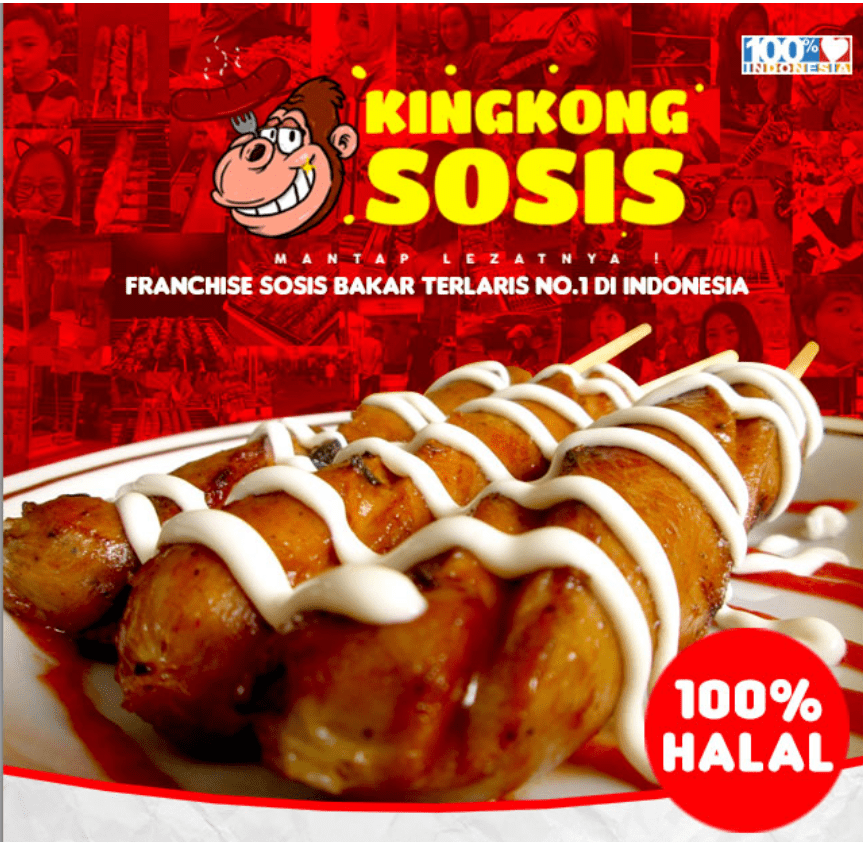 100%
INDONESIA
KINGKONG
SOSIS
MANTAP LEZATNYA !
FRANCHISE SOSIS BAKAR TERLARIS NO.1 DI INDONESIA
100%
HALAL